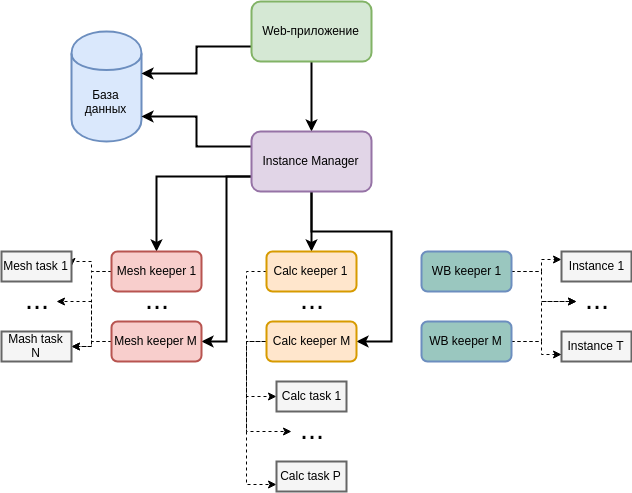 Web-приложение
База
данных
Instance Manager
Mesh task 1
Mesh keeper 1
Calc keeper 1
WB keeper 1
Instance 1
...
...
...
...
Mash task
N
Mesh keeper M
Calc keeper M
WB keeper M
Instance T
Calc task 1
...
Calc task P